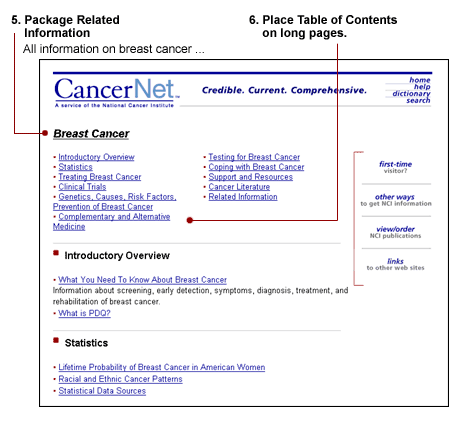 5. Package Related
Information
All information on breast cancer ...
6. Place Table of Contents
on long pages.
CancerNet™
A service of the National Cancer Institute
Credible. Current. Comprehensive.
home
help
dictionary
search
Breast Cancer
• Introductory Overview
• Statistics
• Treating Breast Cancer
• Clinical Trials
• Genetics, Causes, Risk Factors,
Prevention of Breast Cancer
• Complementary and Alternative
Medicine
• Testing for Breast Cancer
• Coping with Breast Cancer
• Support and Resources
• Cancer Literature
• Related Information
first-time
visitor?
other ways
to get NCI information
view/order
NCI publications
links
to other web sites
Introductory Overview
• What You Need To Know About Breast Cancer
Information about screening, early detection, symptoms, diagnosis, treatment, and
rehabilitation of breast cancer.
• What is PDQ?
Statistics
• Lifetime Probability of Breast Cancer in American Women
• Racial and Ethnic Cancer Patterns
• Statistical Data Sources